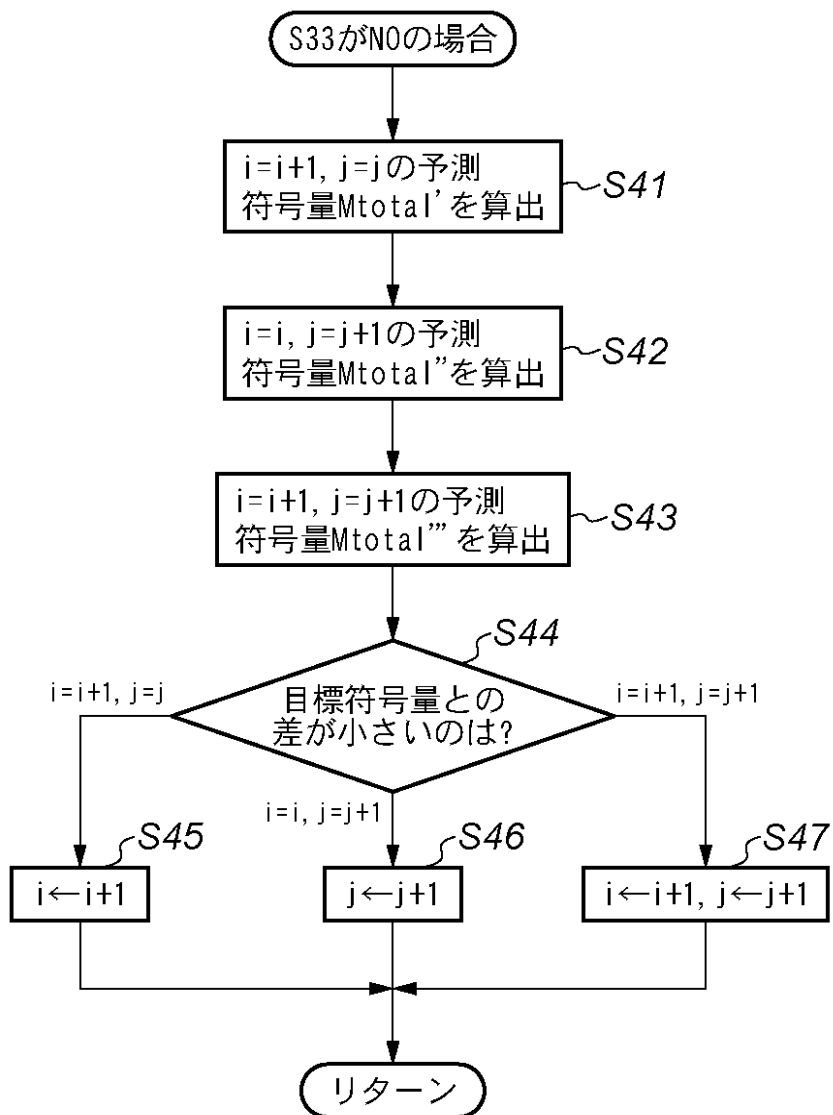 S33がNOの場合
i=i+1, j=jの予測
符号量Mtotal'を算出
S41
i=i, j=j+1の予測
符号量Mtotal"を算出
S42
i=i+1, j=j+1の予測
符号量Mtotal'''を算出
S43
S44
目標符号量との
差が小さいのは?
i=i+1, j=j
i=i, j=j+1
i=i+1, j=j+1
S45
i←i+1
S46
j←j+1
S47
i←i+1, j←j+1
リターン